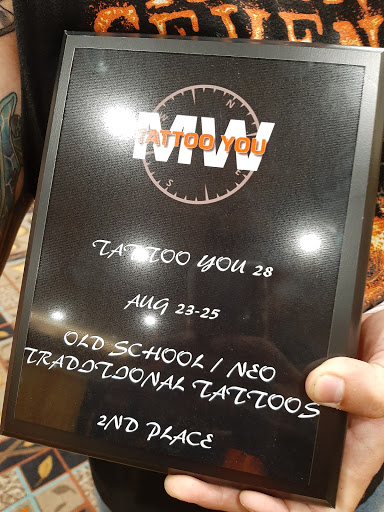 MW
TATTOO YOU
N
S
TATTOO YOU 28
AUG 23-25
OLD SCHOOL / NEO
TRADITIONAL TATTOOS
2ND PLACE